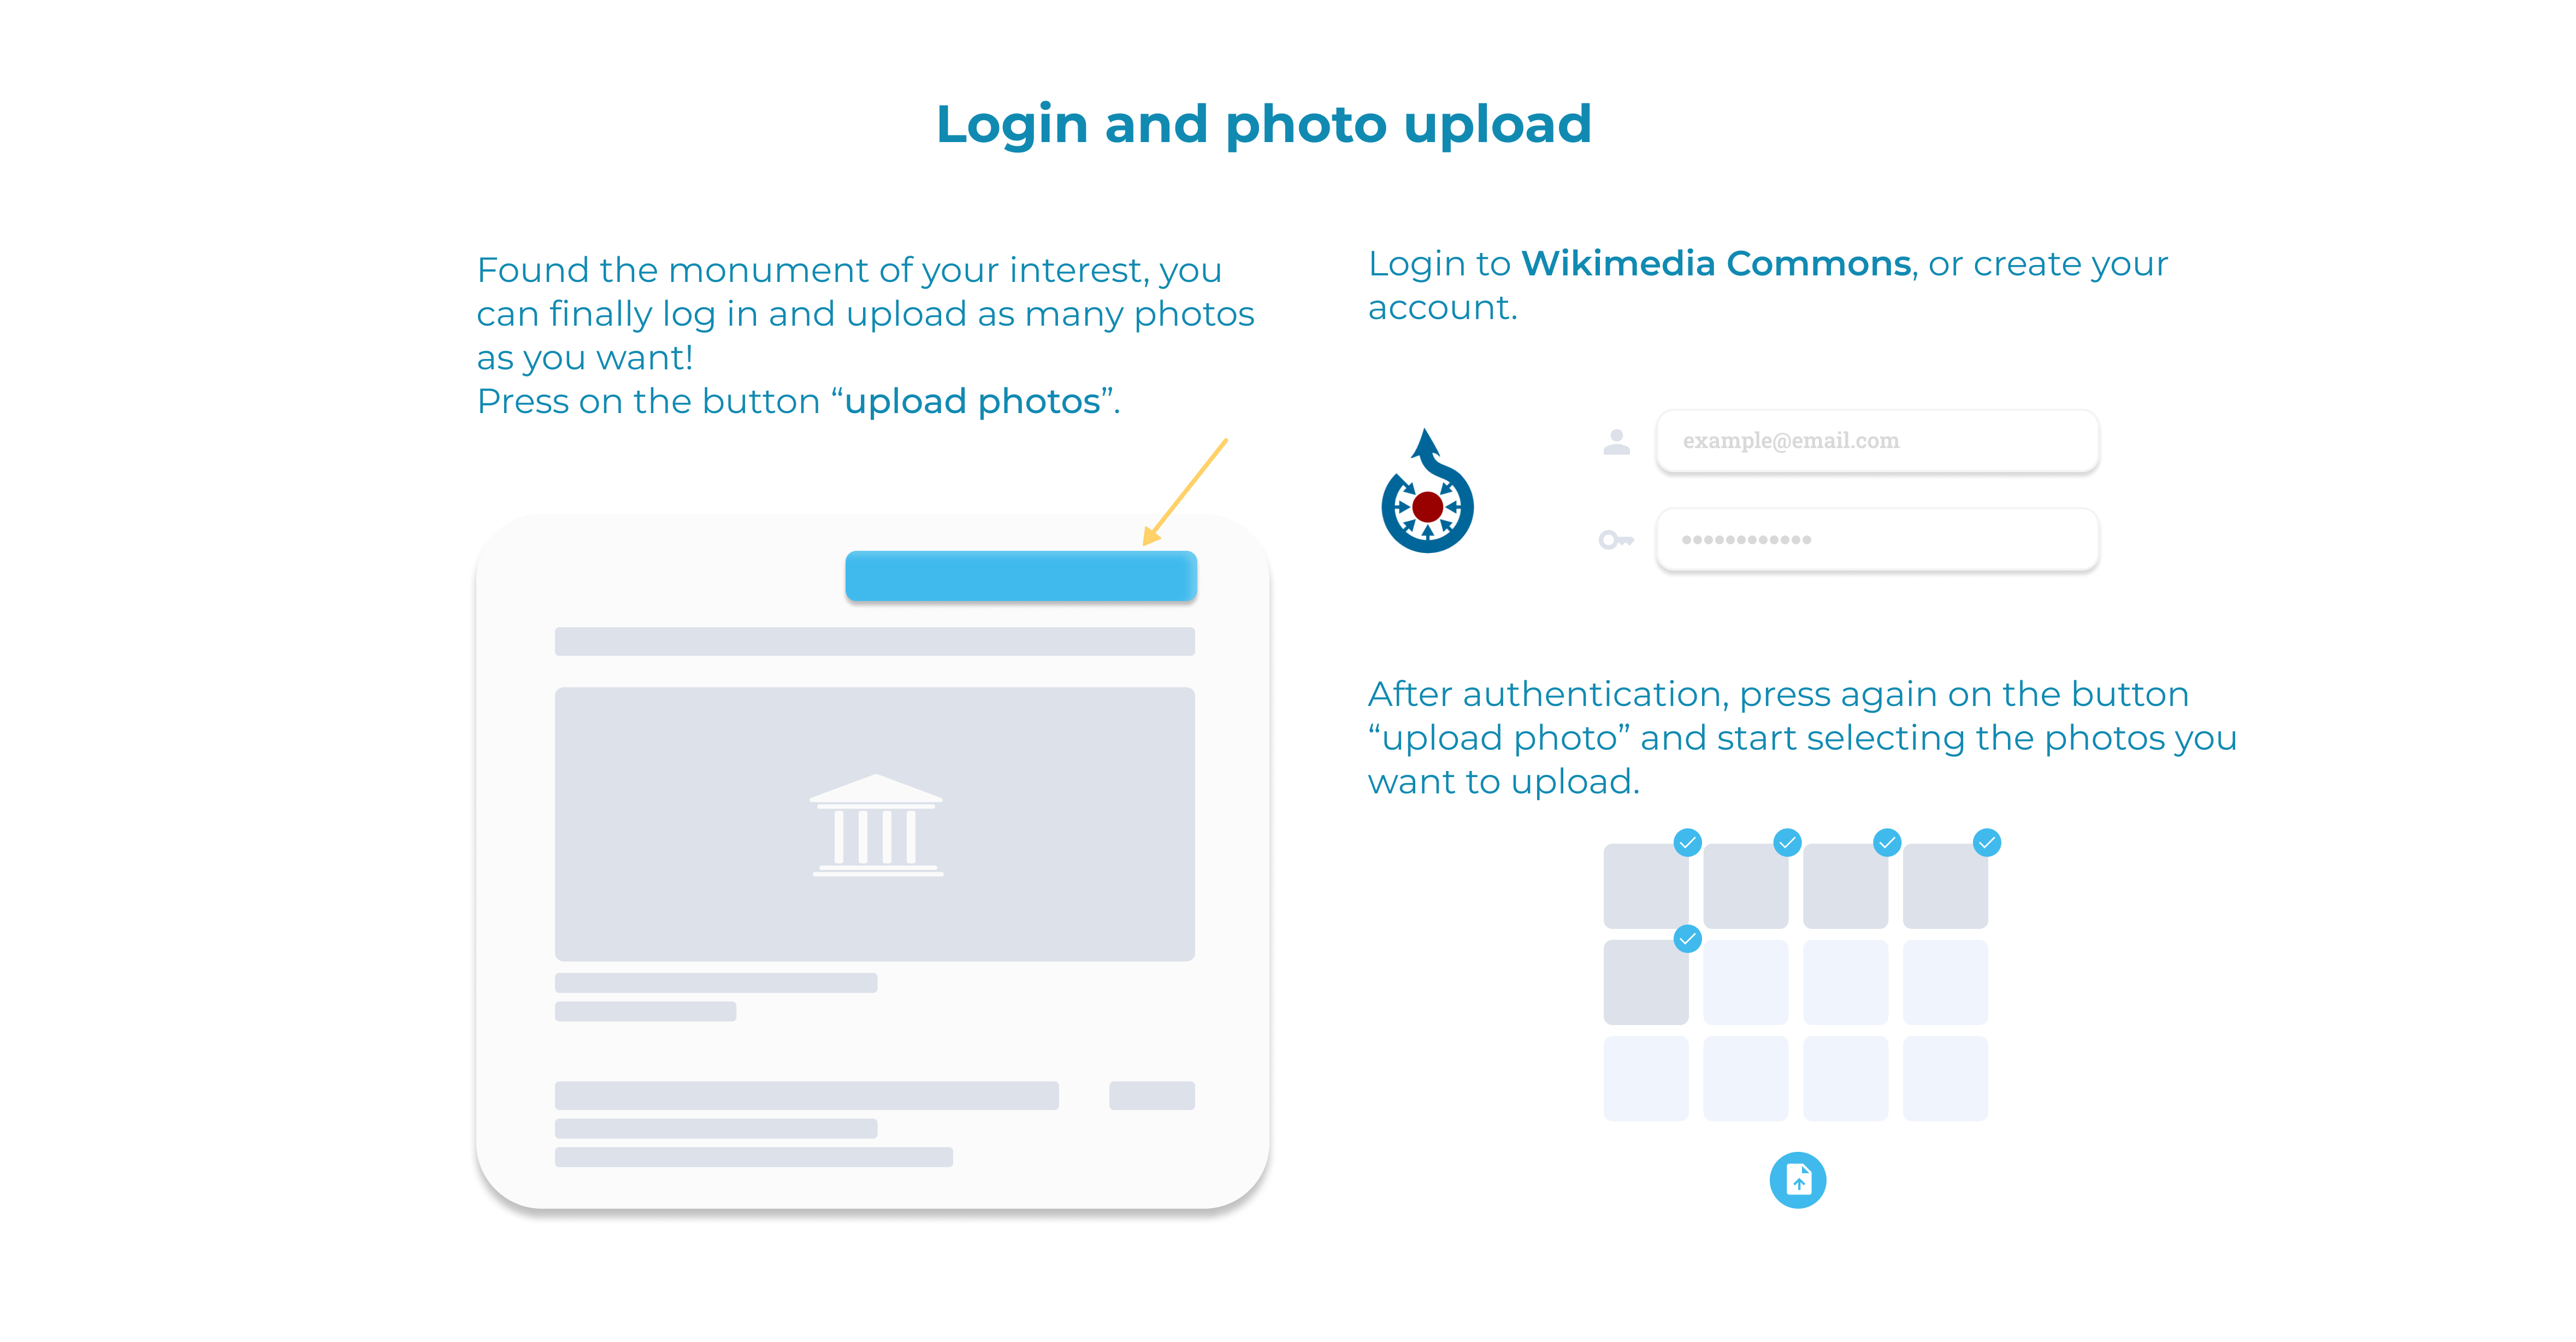 Login and photo upload
Found the monument of your interest, you
can finally log in and upload as many photos
as you want!
Press on the button “upload photos”.
Login to Wikimedia Commons, or create your
account.
example@email.com
••••••••••••
After authentication, press again on the button
“upload photo” and start selecting the photos you
want to upload.